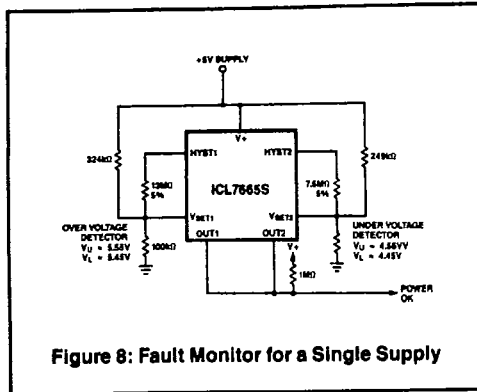 +5V SUPPLY
V+
324kΩ
HYST1
HYST2
249kΩ
13MΩ
5%
ICL7665S
7.5MΩ
5%
VSET1
VSET2
OVER VOLTAGE
DETECTOR
VU = 5.55V
VL = 5.45V
100kΩ
OUT1
OUT2
V+
1MΩ
UNDER VOLTAGE
DETECTOR
VU = 4.55VV
VL = 4.45V
POWER
OK
Figure 8: Fault Monitor for a Single Supply